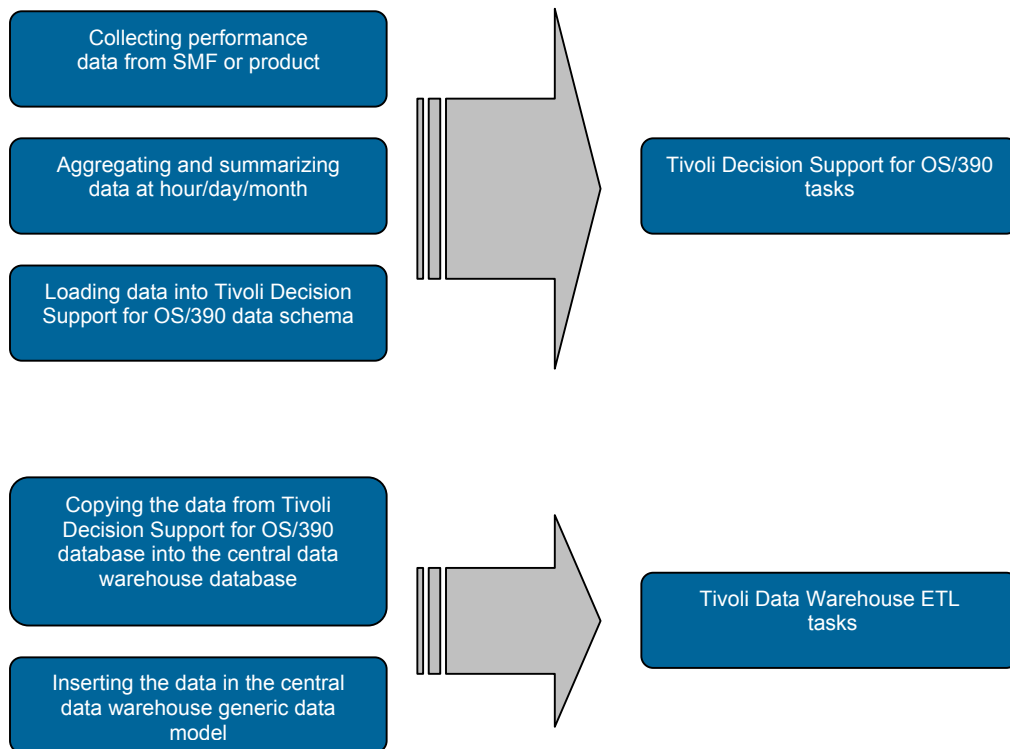 Collecting performance
data from SMF or product
Aggregating and summarizing
data at hour/day/month
Loading data into Tivoli Decision
Support for OS/390 data schema
Tivoli Decision Support for OS/390
tasks
Copying the data from Tivoli
Decision Support for OS/390
database into the central data
warehouse database
Inserting the data in the central
data warehouse generic data
model
Tivoli Data Warehouse ETL
tasks